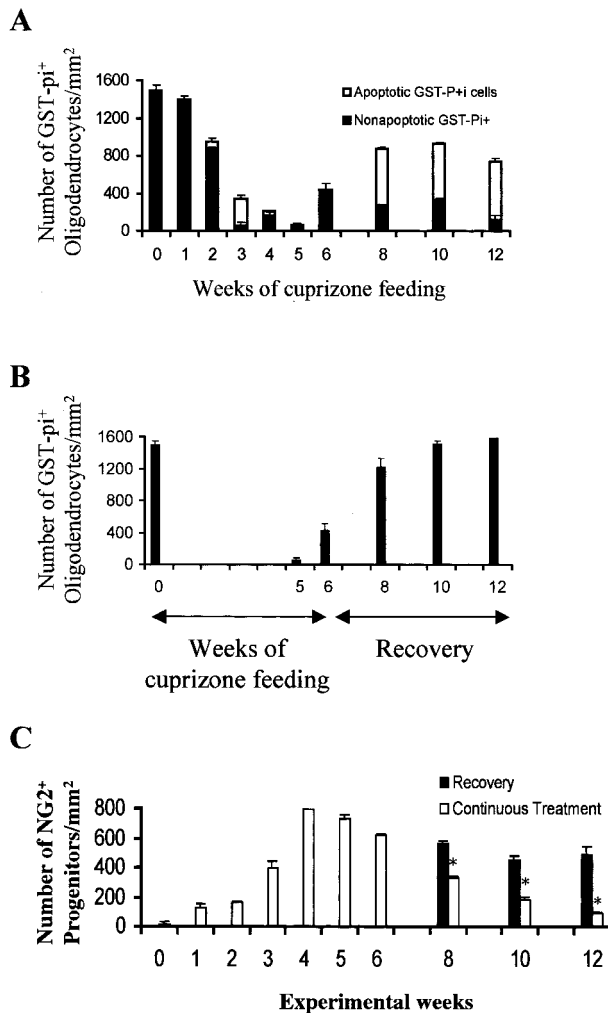 A
Number of GST-pi+
Oligodendrocytes/mm2
1600
1200
800
400
0
Apoptotic GST-P+i cells
Nonapoptotic GST-Pi+
0 1 2 3 4 5 6 8 10 12
Weeks of cuprizone feeding
B
Number of GST-pi+
Oligodendrocytes/mm2
1600
1200
800
400
0
0 5 6 8 10 12
Weeks of
cuprizone feeding
Recovery
C
Number of NG2+
Progenitors/mm2
800
600
400
200
0
Recovery
Continuous Treatment
* * *
0 1 2 3 4 5 6 8 10 12
Experimental weeks